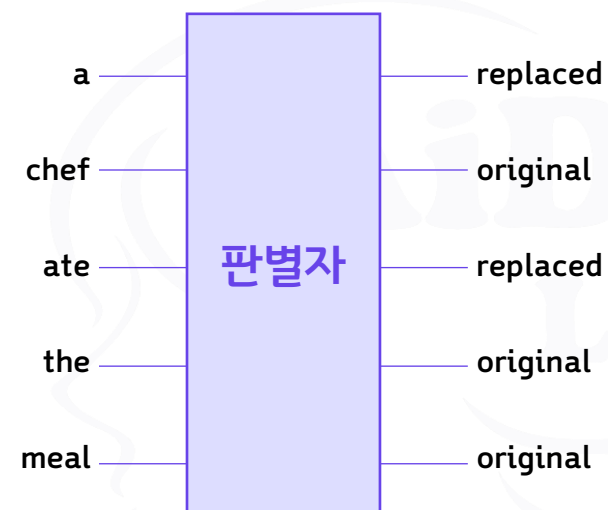 a replaced
chef original
ate 판별자 replaced
the original
meal original